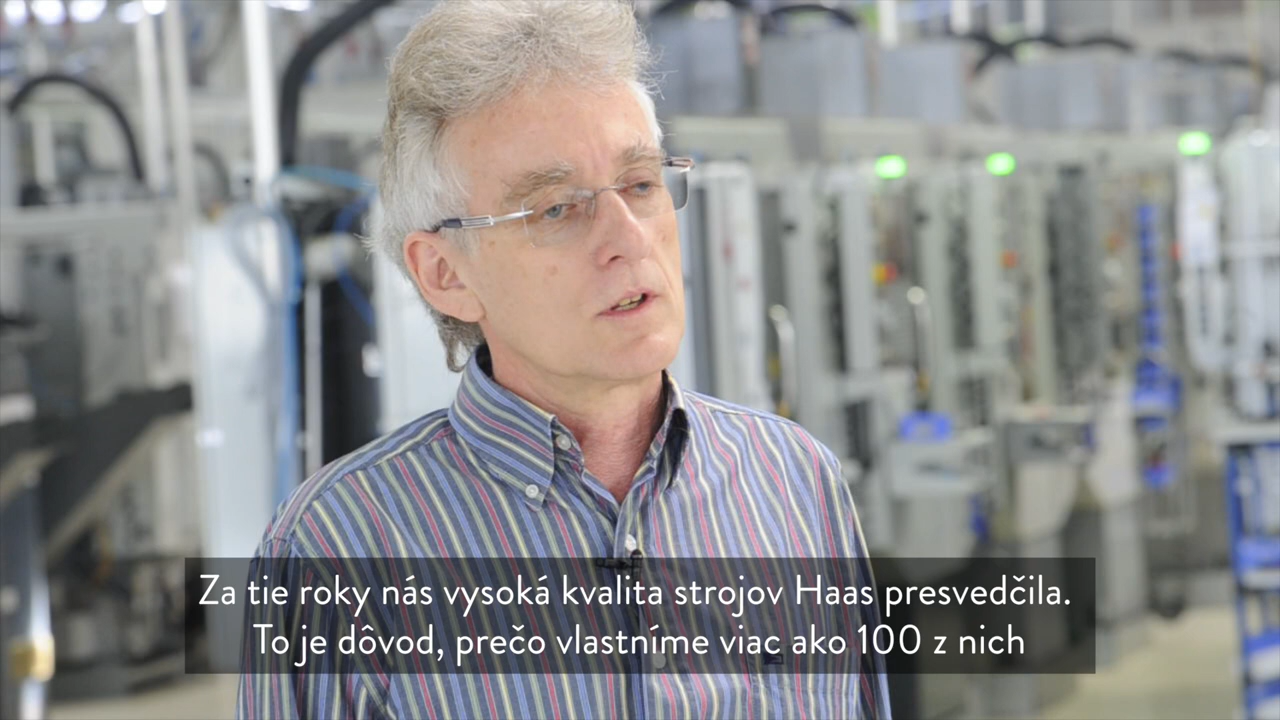 Za tie roky nás vysoká kvalita strojov Haas presvedčila.
To je dôvod, prečo vlastníme viac ako 100 z nich